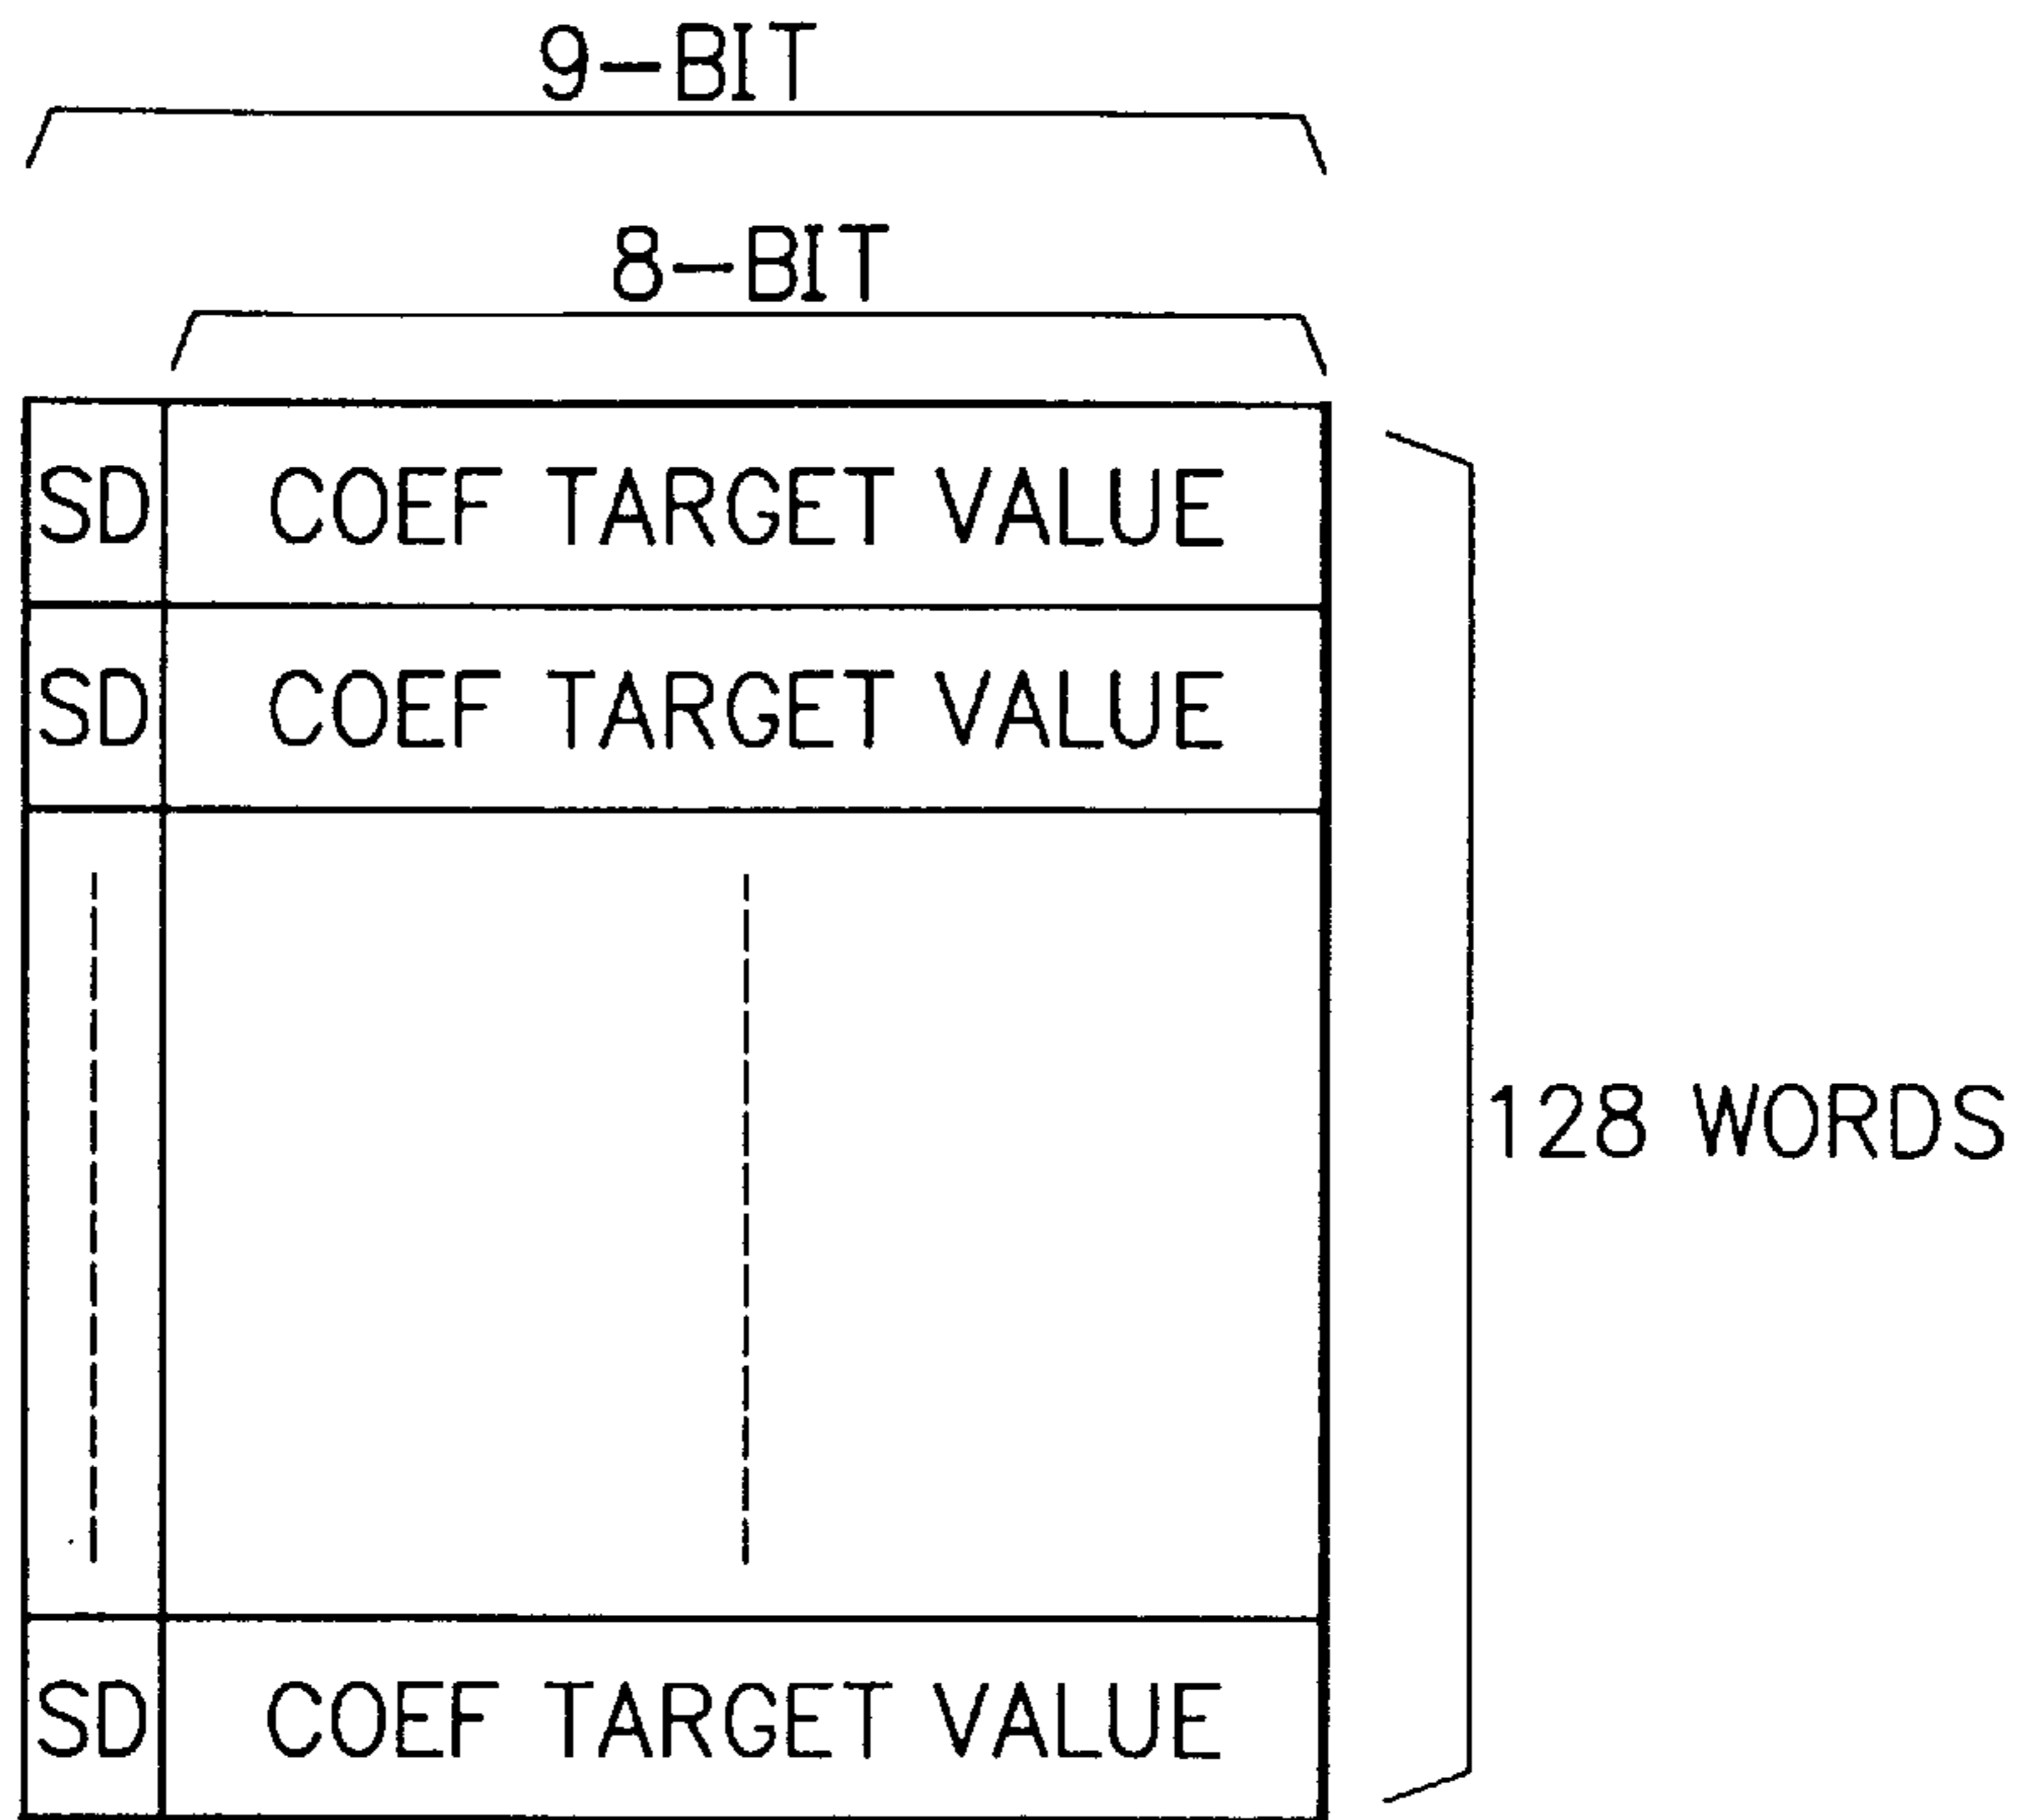 9-BIT
8-BIT
SD COEF TARGET VALUE
SD COEF TARGET VALUE
128 WORDS
SD COEF TARGET VALUE